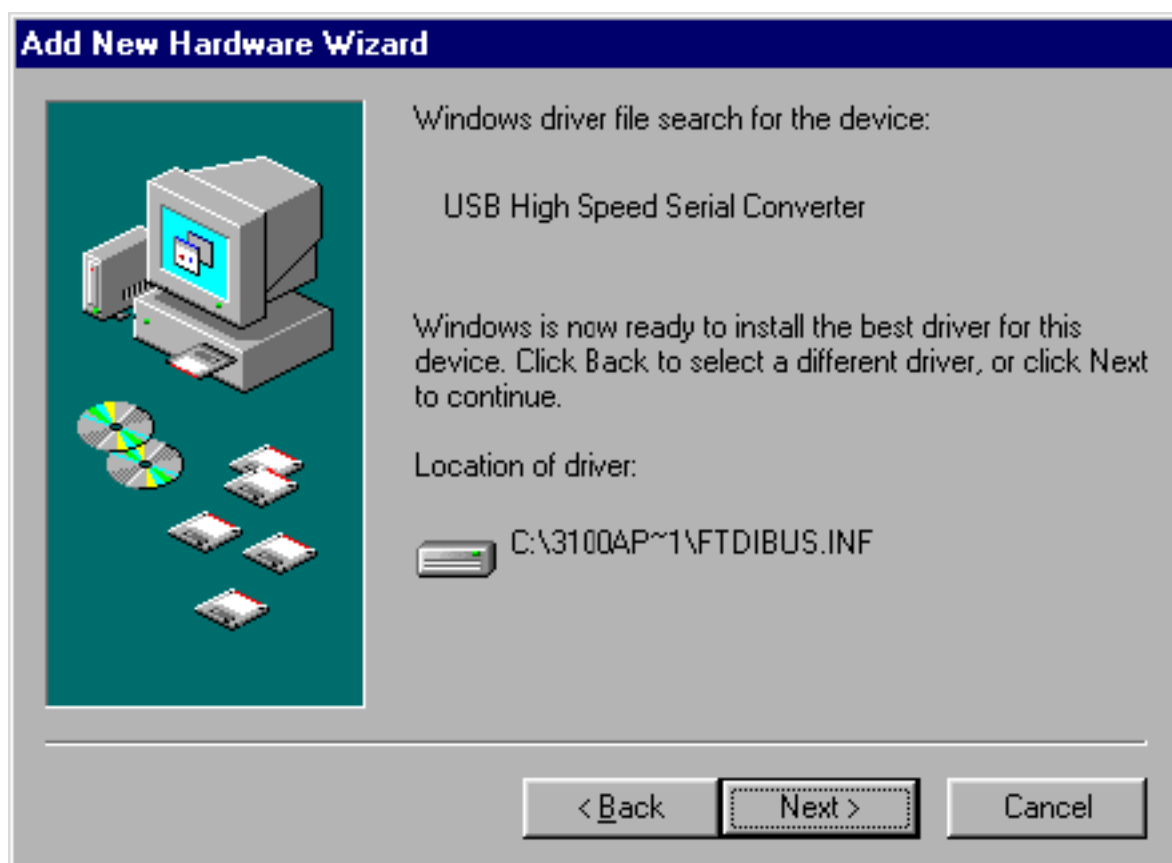 Add New Hardware Wizard
Windows driver file search for the device:
USB High Speed Serial Converter
Windows is now ready to install the best driver for this
device. Click Back to select a different driver, or click Next
to continue.
Location of driver:
C:\3100AP~1\FTDIBUS.INF
< Back
Next >
Cancel